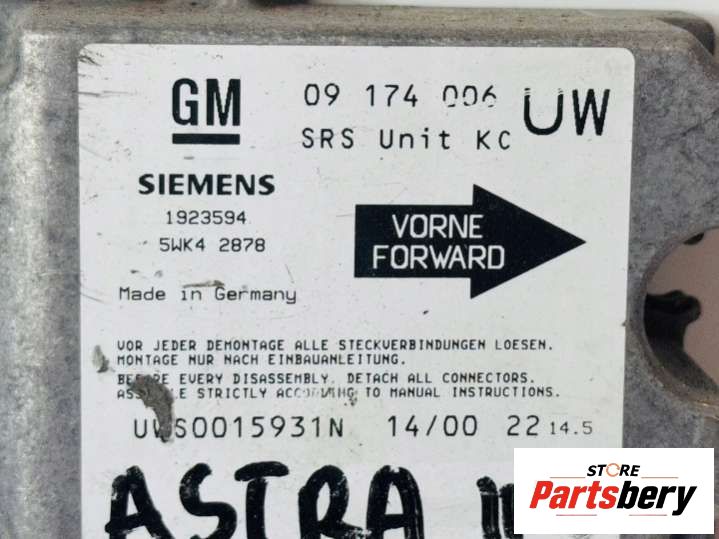 GM 09 174 006 UW
SRS Unit KC
SIEMENS
1923594
5WK4 2878
VORNE
FORWARD
Made in Germany
VOR JEDER DEMONTAGE ALLE STECKVERBINDUNGEN LOESEN.
MONTAGE NUR NACH EINBAUANLEITUNG.
BEFORE EVERY DISASSEMBLY DETACH ALL CONNECTORS.
STRICTLY ACCORDING TO MANUAL INSTRUCTIONS.
14/00 22 14.5
ASTRA
STORE
Partsbery